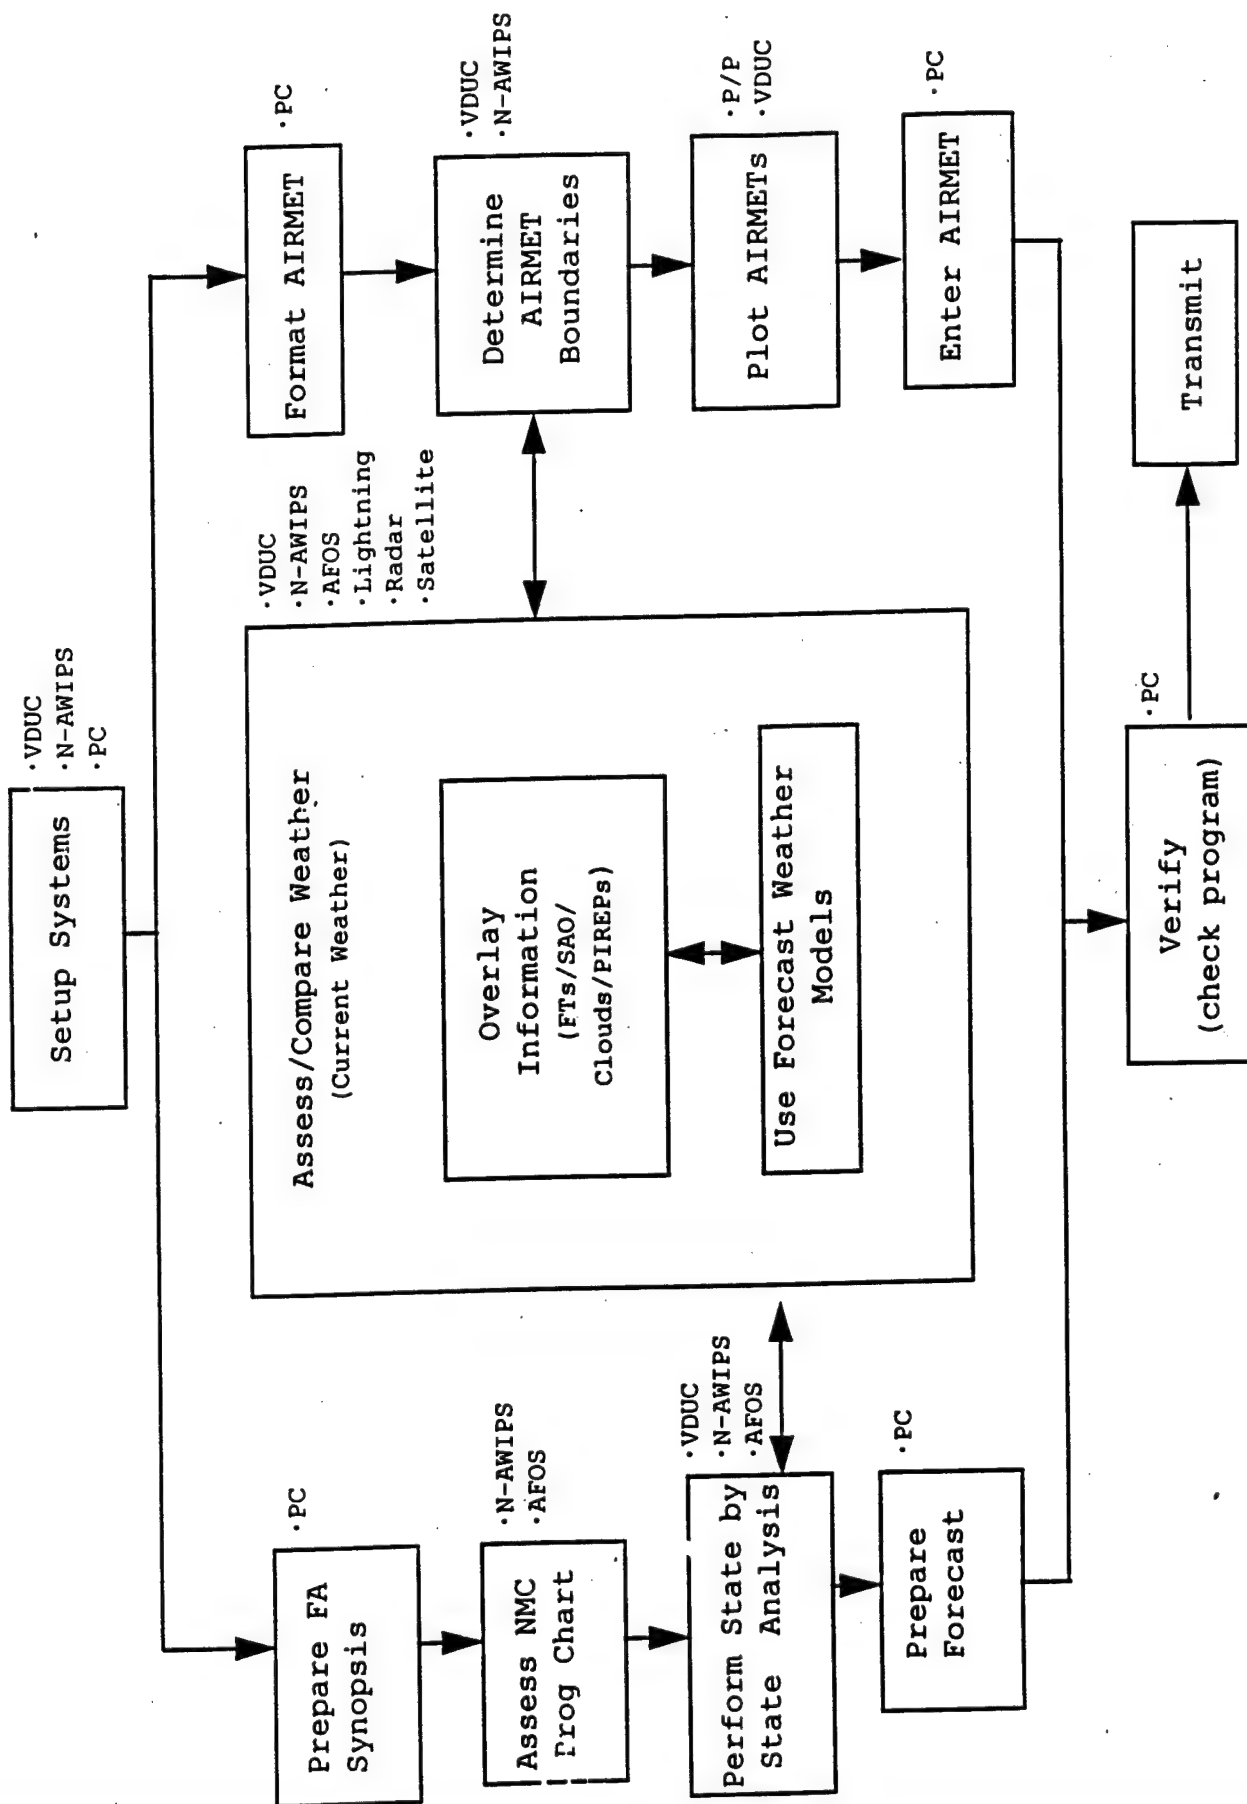 Setup Systems
·VDUC
·N-AWIPS
·PC
Prepare FA
Synopsis
·PC
Assess NMC
Prog Chart
·N-AWIPS
·AFOS
Perform State by
State Analysis
·VDUC
·N-AWIPS
·AFOS
Prepare
Forecast
·PC
Assess/Compare Weather
(Current Weather)
·VDUC
·N-AWIPS
·AFOS
·Lightning
·Radar
·Satellite
Overlay
Information
(FTs/SAO/
Clouds/PIREPs)
Use Forecast Weather
Models
Format AIRMET
·PC
Determine
AIRMET
Boundaries
·VDUC
·N-AWIPS
Plot AIRMETs
·P/P
·VDUC
Enter AIRMET
·PC
Verify
(check program)
·PC
Transmit